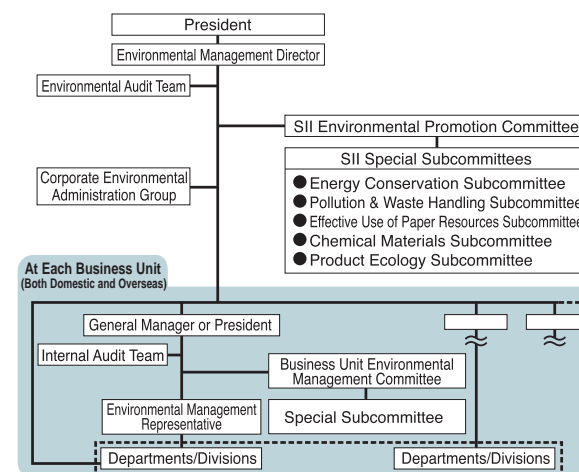 President
Environmental Management Director
Environmental Audit Team
SII Environmental Promotion Committee
SII Special Subcommittees
● Energy Conservation Subcommittee
● Pollution & Waste Handling Subcommittee
● Effective Use of Paper Resources Subcommittee
● Chemical Materials Subcommittee
● Product Ecology Subcommittee
Corporate Environmental
Administration Group
At Each Business Unit
(Both Domestic and Overseas)
General Manager or President
Internal Audit Team
Business Unit Environmental
Management Committee
Environmental Management
Representative
Special Subcommittee
Departments/Divisions
Departments/Divisions